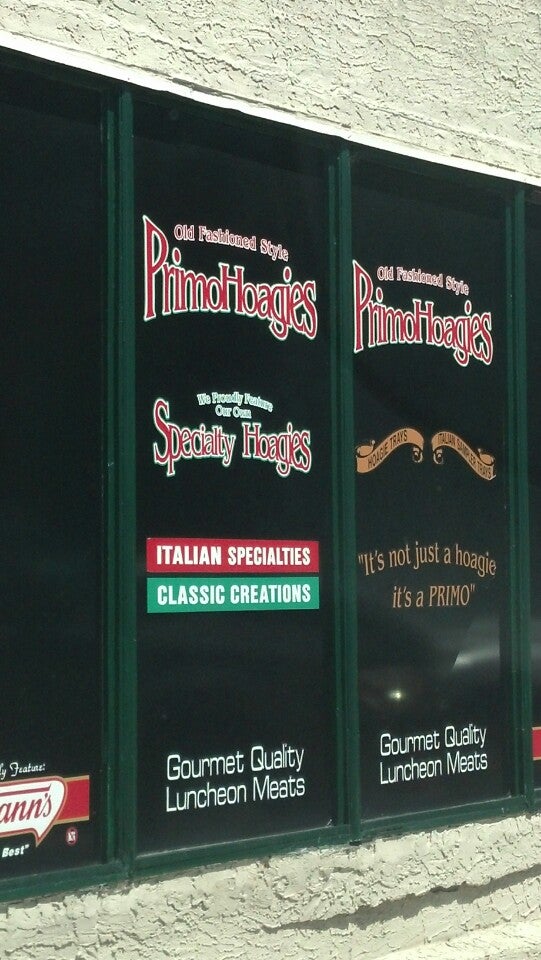 Old Fashioned Style
PrimoHoagies
We Proudly Feature
Our Own
Specialty Hoagies
ITALIAN SPECIALTIES
CLASSIC CREATIONS
Gourmet Quality
Luncheon Meats
Old Fashioned Style
PrimoHoagies
HOAGIE TRAYS
ITALIAN SAMPLER TRAYS
"It's not just a hoagie
it's a PRIMO"
Gourmet Quality
Luncheon Meats
y Feature:
ann's
Best"